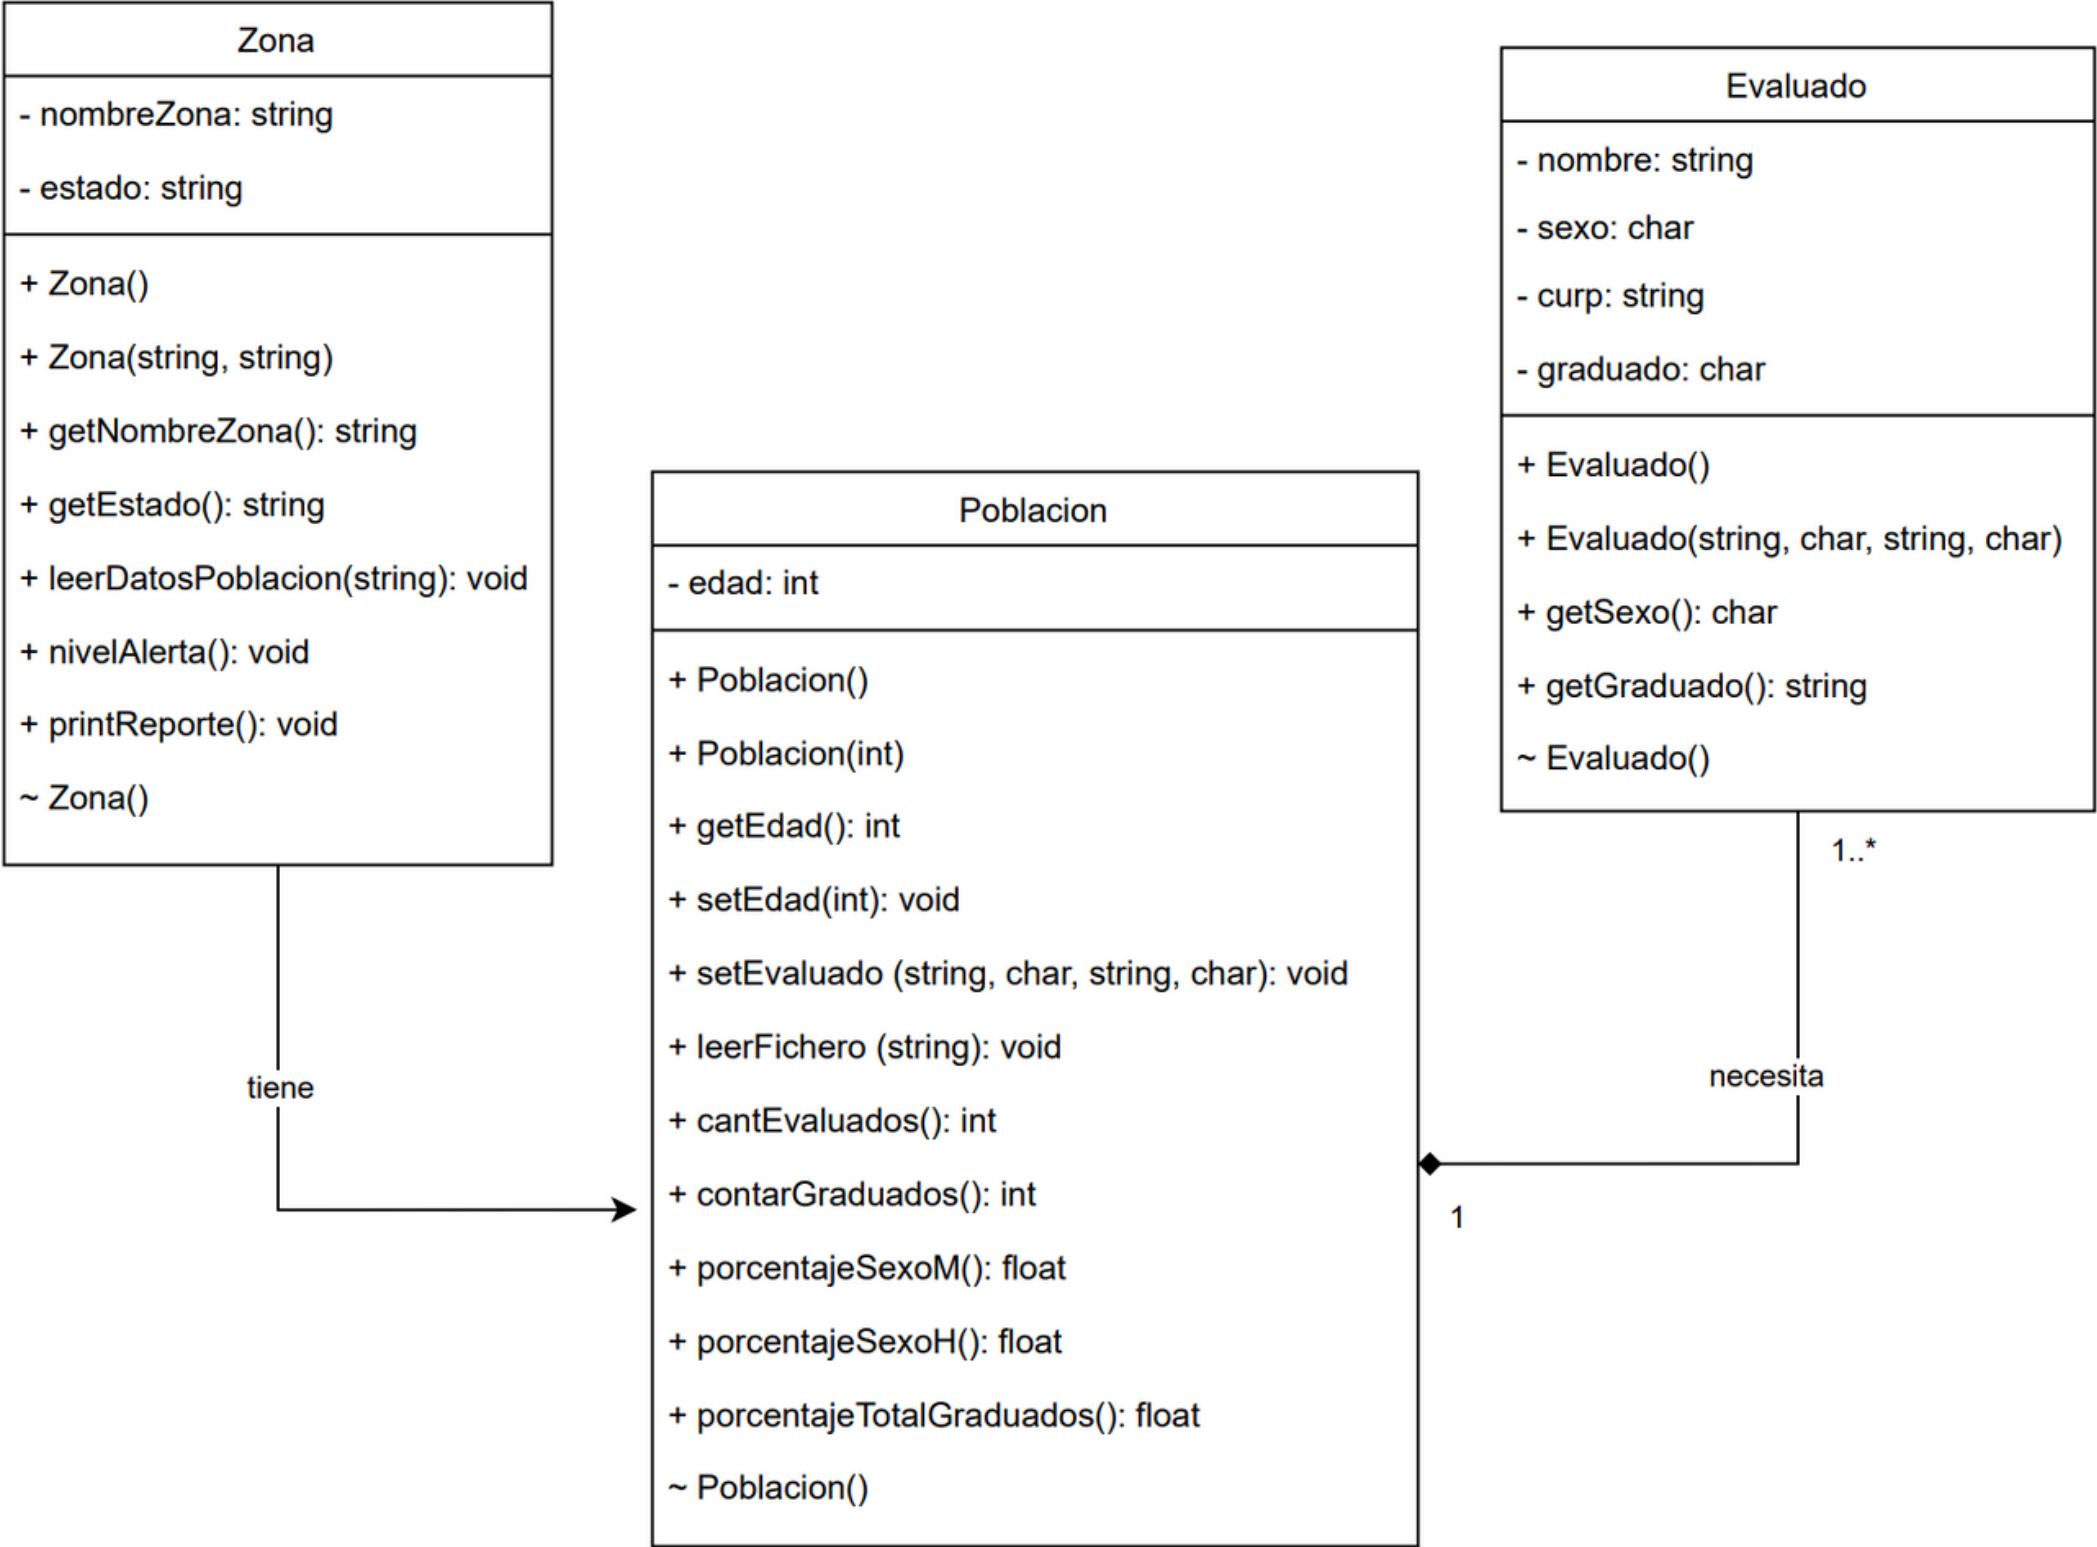 Zona
- nombreZona: string
- estado: string
+ Zona()
+ Zona(string, string)
+ getNombreZona(): string
+ getEstado(): string
+ leerDatosPoblacion(string): void
+ nivelAlerta(): void
+ printReporte(): void
~ Zona()
tiene
Poblacion
- edad: int
+ Poblacion()
+ Poblacion(int)
+ getEdad(): int
+ setEdad(int): void
+ setEvaluado (string, char, string, char): void
+ leerFichero (string): void
+ cantEvaluados(): int
+ contarGraduados(): int
+ porcentajeSexoM(): float
+ porcentajeSexoH(): float
+ porcentajeTotalGraduados(): float
~ Poblacion()
Evaluado
- nombre: string
- sexo: char
- curp: string
- graduado: char
+ Evaluado()
+ Evaluado(string, char, string, char)
+ getSexo(): char
+ getGraduado(): string
~ Evaluado()
1..*
necesita
1